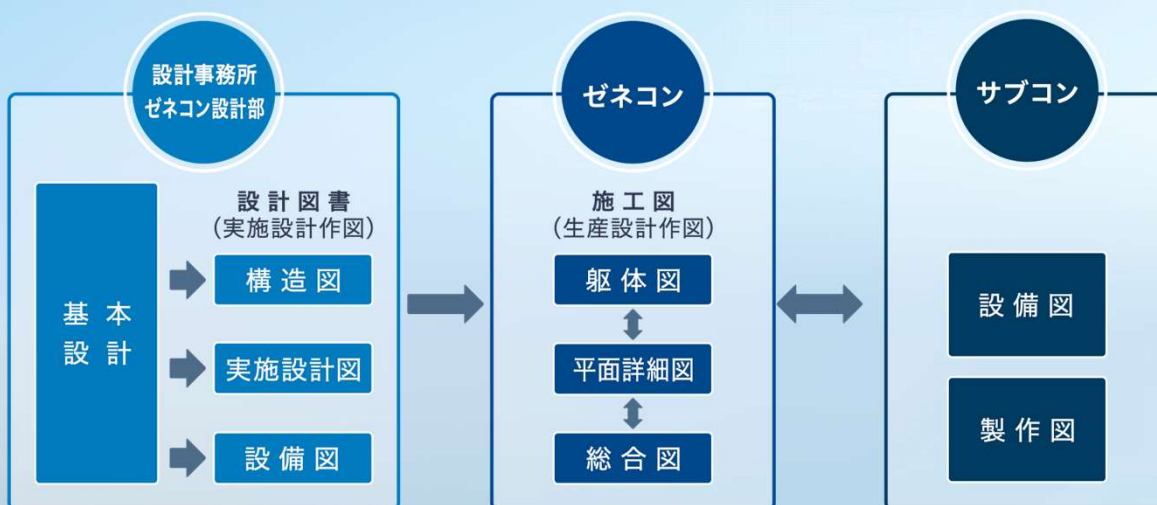 設計事務所
ゼネコン設計部
基本
設計
設計図書
(実施設計作図)
構造図
実施設計図
設備図
ゼネコン
施工図
(生産設計作図)
躯体図
平面詳細図
総合図
サブコン
設備図
製作図